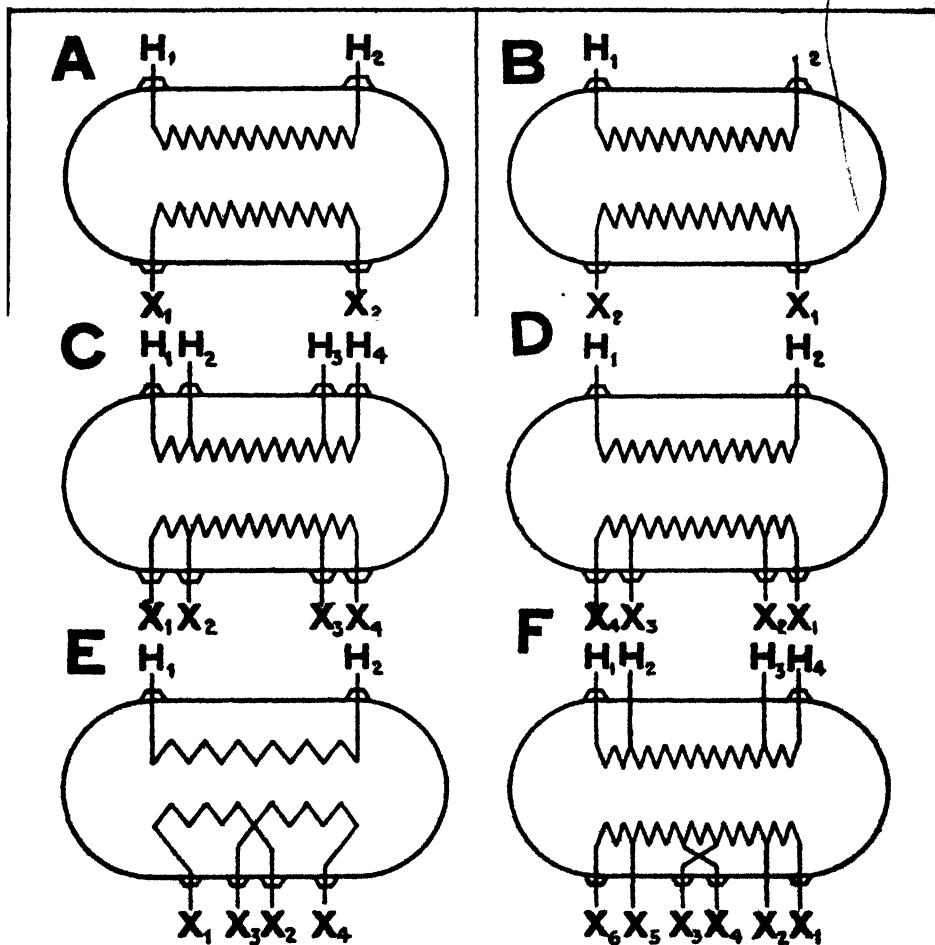 A H₁ H₂
X₁ X₂
B H₁ ₂
X₂ X₁
C H₁ H₂ H₃ H₄
X₁ X₂ X₃ X₄
D H₁ H₂
X₄ X₃ X₂ X₁
E H₁ H₂
X₁ X₃ X₂ X₄
F H₁ H₂ H₃ H₄
X₆ X₅ X₃ X₄ X₂ X₁